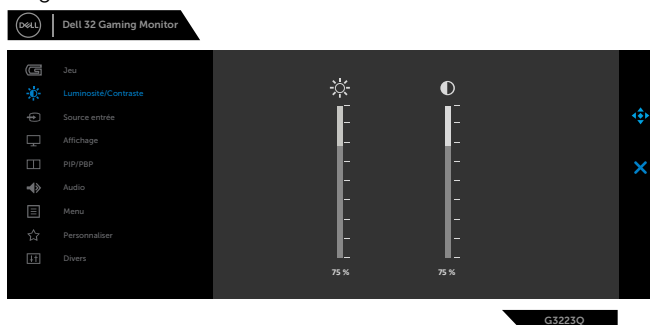 DELL
Dell 32 Gaming Monitor
Jeu
Luminosité/Contraste
Source entrée
Affichage
PIP/PBP
Audio
Menu
Personnaliser
Divers
75 % 75 %
G3223Q